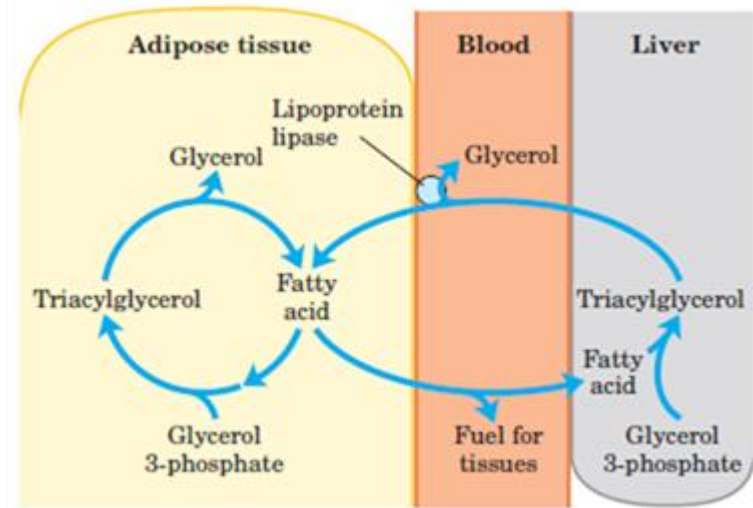 Adipose tissue
Blood
Liver
Lipoprotein
lipase
Glycerol
Glycerol
Triacylglycerol
Fatty
acid
Triacylglycerol
Fatty
acid
Glycerol
3-phosphate
Fuel for
tissues
Glycerol
3-phosphate